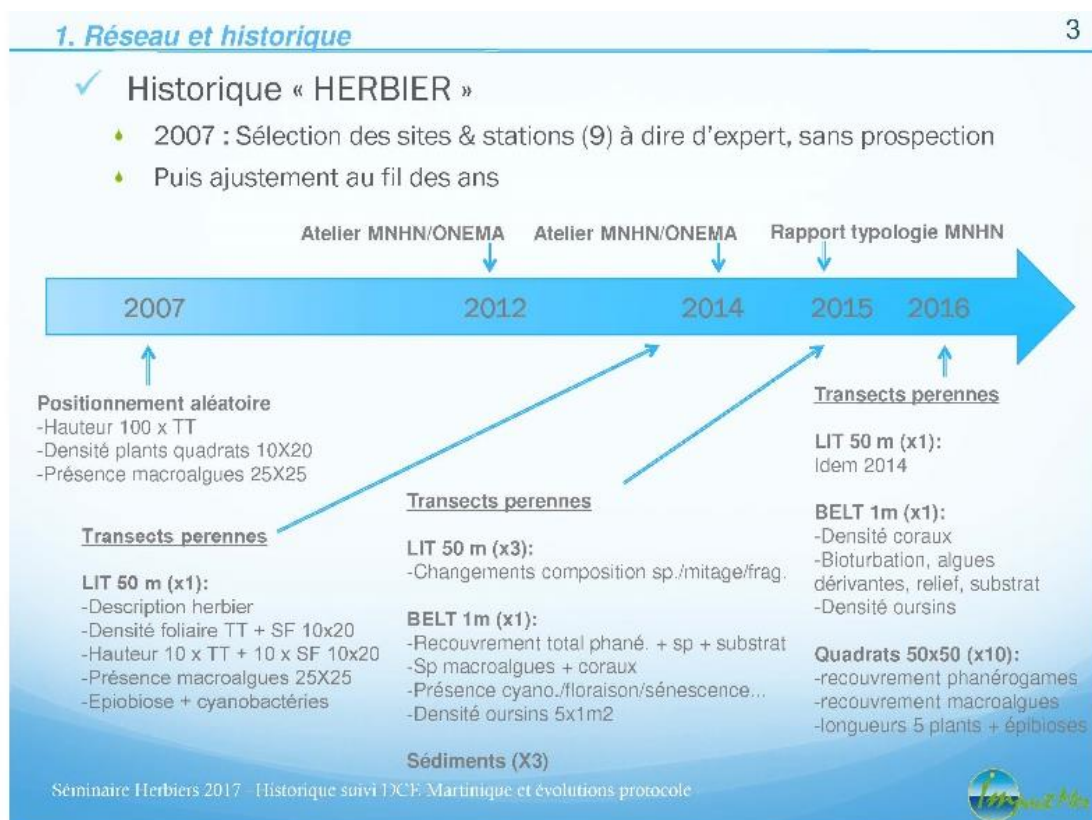 1. Réseau et historique
3
Historique « HERBIER »
2007 : Sélection des sites & stations (9) à dire d'expert, sans prospection
Puis ajustement au fil des ans
Atelier MNHN/ONEMA
Atelier MNHN/ONEMA
Rapport typologie MNHN
2007
2012
2014
2015
2016
Positionnement aléatoire
-Hauteur 100 x TT
-Densité plants quadrats 10X20
-Présence macroalgues 25X25
Transects perennes
LIT 50 m (x1):
-Description herbier
-Densité foliaire TT + SF 10x20
-Hauteur 10 x TT + 10 x SF 10x20
-Présence macroalgues 25X25
-Epiobiose + cyanobactéries
Transects perennes
LIT 50 m (x3):
-Changements composition sp./mitage/frag.
BELT 1m (x1):
-Recouvrement total phané. + sp + substrat
-Sp macroalgues + coraux
-Présence cyano./floraison/sénescence...
-Densité oursins 5x1m2
Sédiments (X3)
Transects perennes
LIT 50 m (x1):
Idem 2014
BELT 1m (x1):
-Densité coraux
-Bioturbation, algues
dérivantes, relief, substrat
-Densité oursins
Quadrats 50x50 (x10):
-recouvrement phanérogames
-recouvrement macroalgues
-longueurs 5 plants + épibioses
Séminaire Herbiers 2017 - Historique suivi DCE Martinique et évolutions protocole
Impact Mer